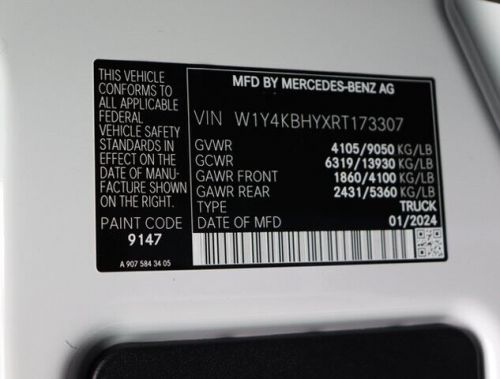 THIS VEHICLE
CONFORMS TO
ALL APPLICABLE
FEDERAL
VEHICLE SAFETY
STANDARDS IN
EFFECT ON THE
DATE OF MANU-
FACTURE SHOWN
ON THE RIGHT.
PAINT CODE
9147
A 907 584 34 05
MFD BY MERCEDES-BENZ AG
VIN W1Y4KBHYXRT173307
GVWR 4105/9050 KG/LB
GCWR 6319/13930 KG/LB
GAWR FRONT 1860/4100 KG/LB
GAWR REAR 2431/5360 KG/LB
TYPE TRUCK
DATE OF MFD 01/2024